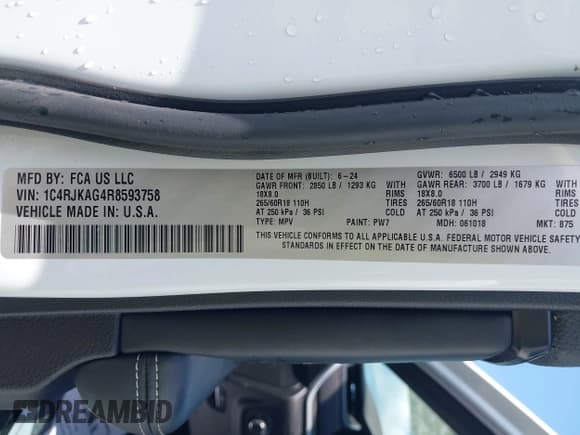 MFD BY: FCA US LLC
VIN: 1C4RJKAG4R8593758
VEHICLE MADE IN U.S.A.
DATE OF MFR (BUILT): 6-24 GVWR: 6500 LB / 2949 KG
GAWR FRONT: 2850 LB / 1293 KG WITH GAWR REAR: 3700 LB / 1679 KG WITH
18X8.0 RIMS 18X8.0 RIMS
265/60R18 110H TIRES 265/60R18 110H TIRES
AT 250 kPa / 36 PSI COLD AT 250 kPa / 36 PSI COLD
TYPE: MPV PAINT: PW7 MDH: 061018 MKT: B75
THIS VEHICLE CONFORMS TO ALL APPLICABLE U.S.A. FEDERAL MOTOR VEHICLE SAFETY
STANDARDS IN EFFECT ON THE DATE OF MANUFACTURE SHOWN ABOVE.
DREAMBID